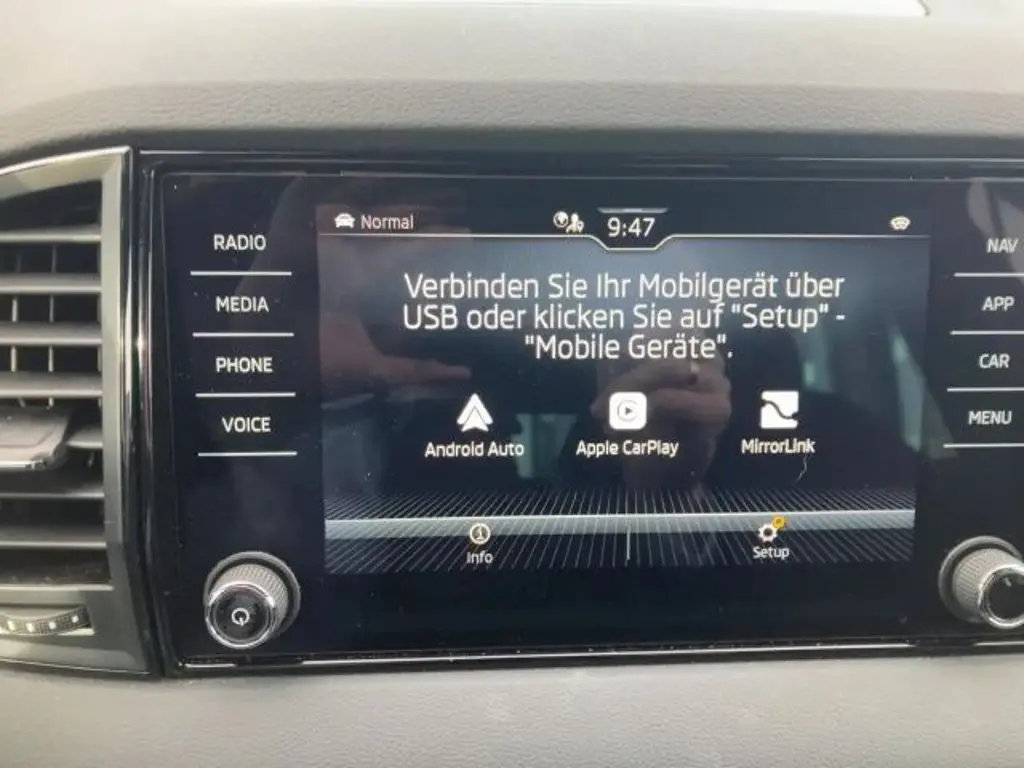 Normal
9:47
RADIO
MEDIA
PHONE
VOICE
Verbinden Sie Ihr Mobilgerät über
USB oder klicken Sie auf "Setup" -
"Mobile Geräte".
Android Auto
Apple CarPlay
MirrorLink
Info
Setup
NAV
APP
CAR
MENU